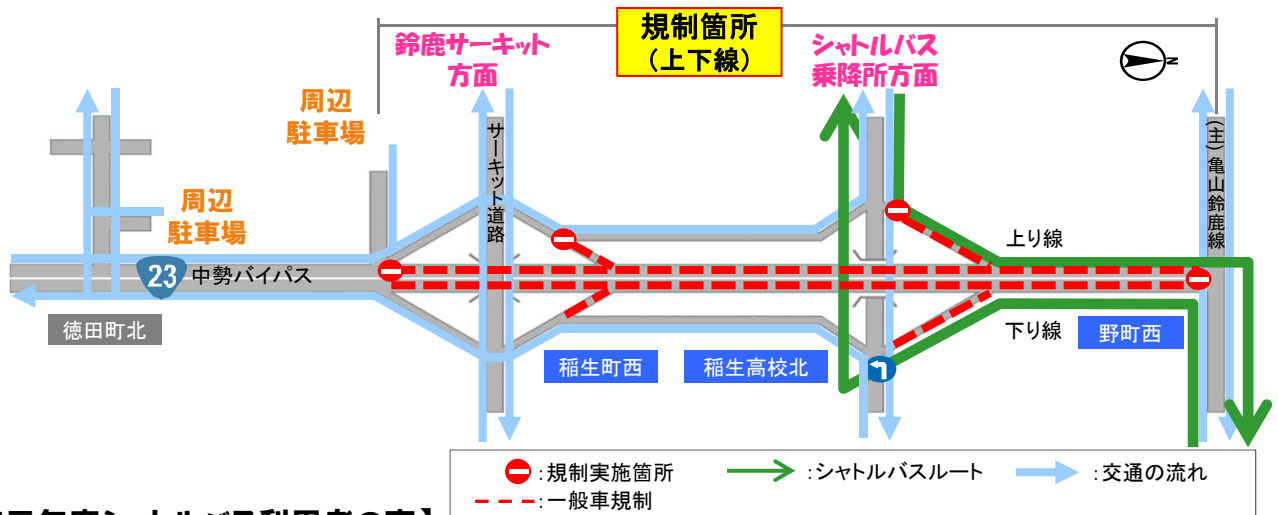 規制箇所
(上下線)
鈴鹿サーキット
方面
シャトルバス
乗降所方面
N
周辺
駐車場
周辺
駐車場
サーキット道路
(主)亀山鈴鹿線
上り線
23 中勢バイパス
下り線
徳田町北
稲生町西
稲生高校北
野町西
:規制実施箇所
:シャトルバスルート
:交通の流れ
:一般車規制